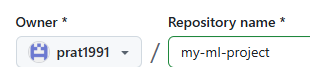 Owner * Repository name *
prat1991 / my-ml-project